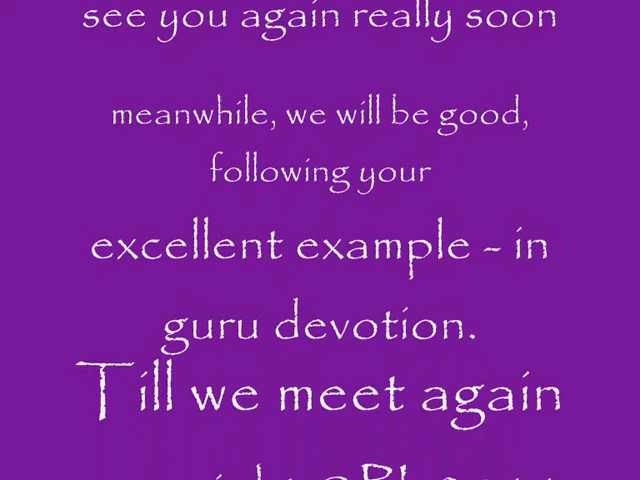 see you again really soon
meanwhile, we will be good,
following your
excellent example - in
guru devotion.
Till we meet again